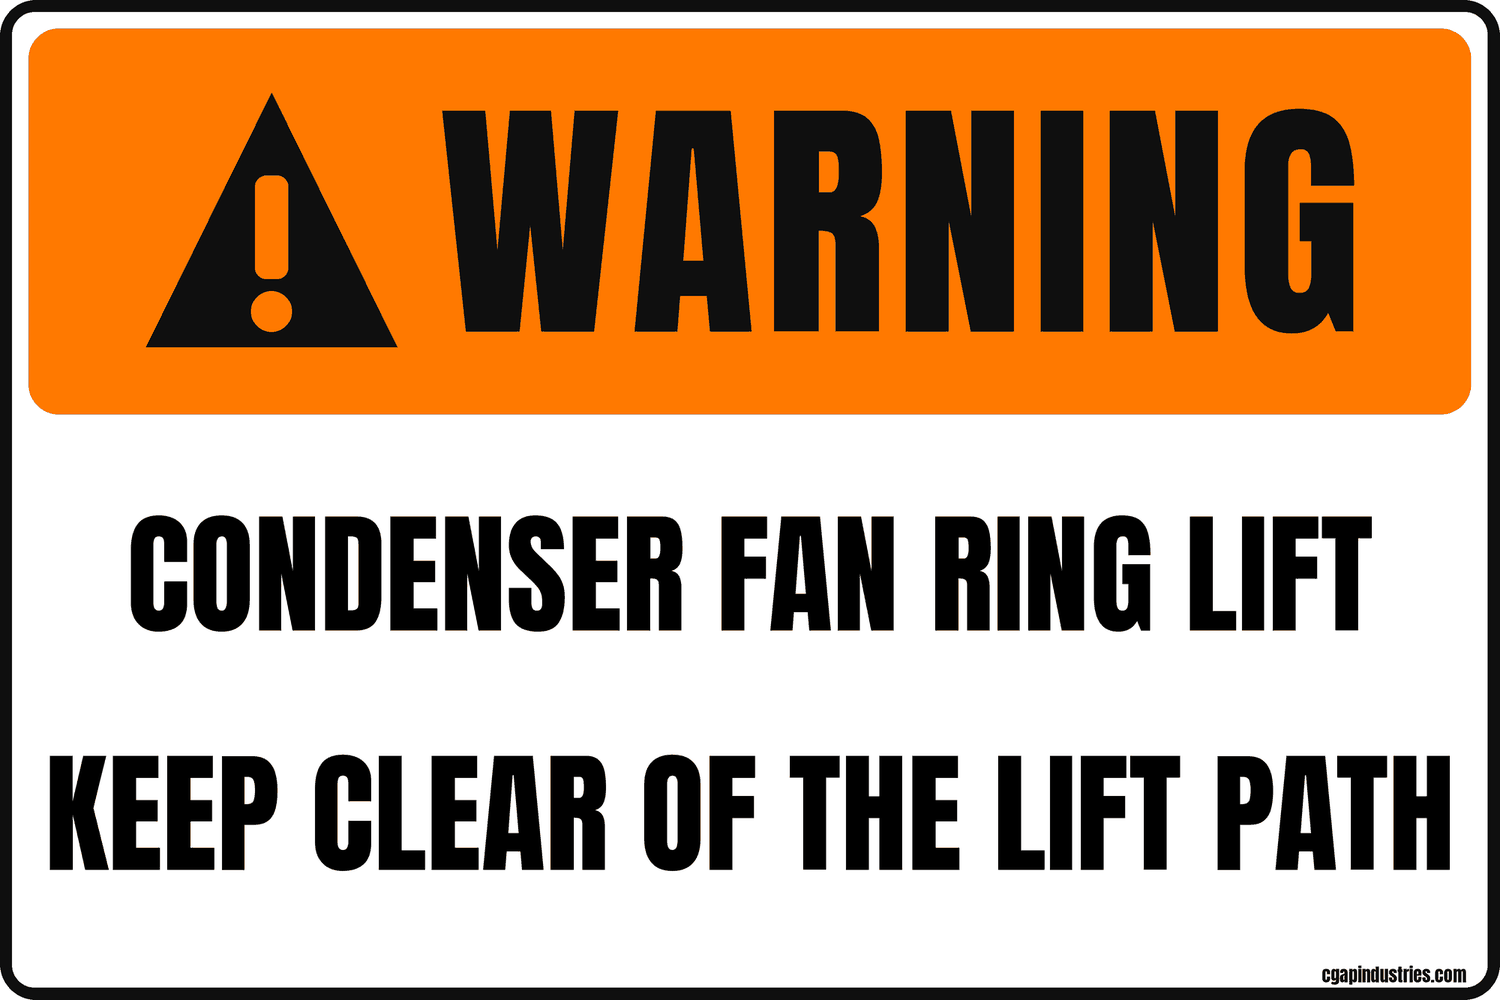 WARNING
CONDENSER FAN RING LIFT
KEEP CLEAR OF THE LIFT PATH
cgapindustries.com